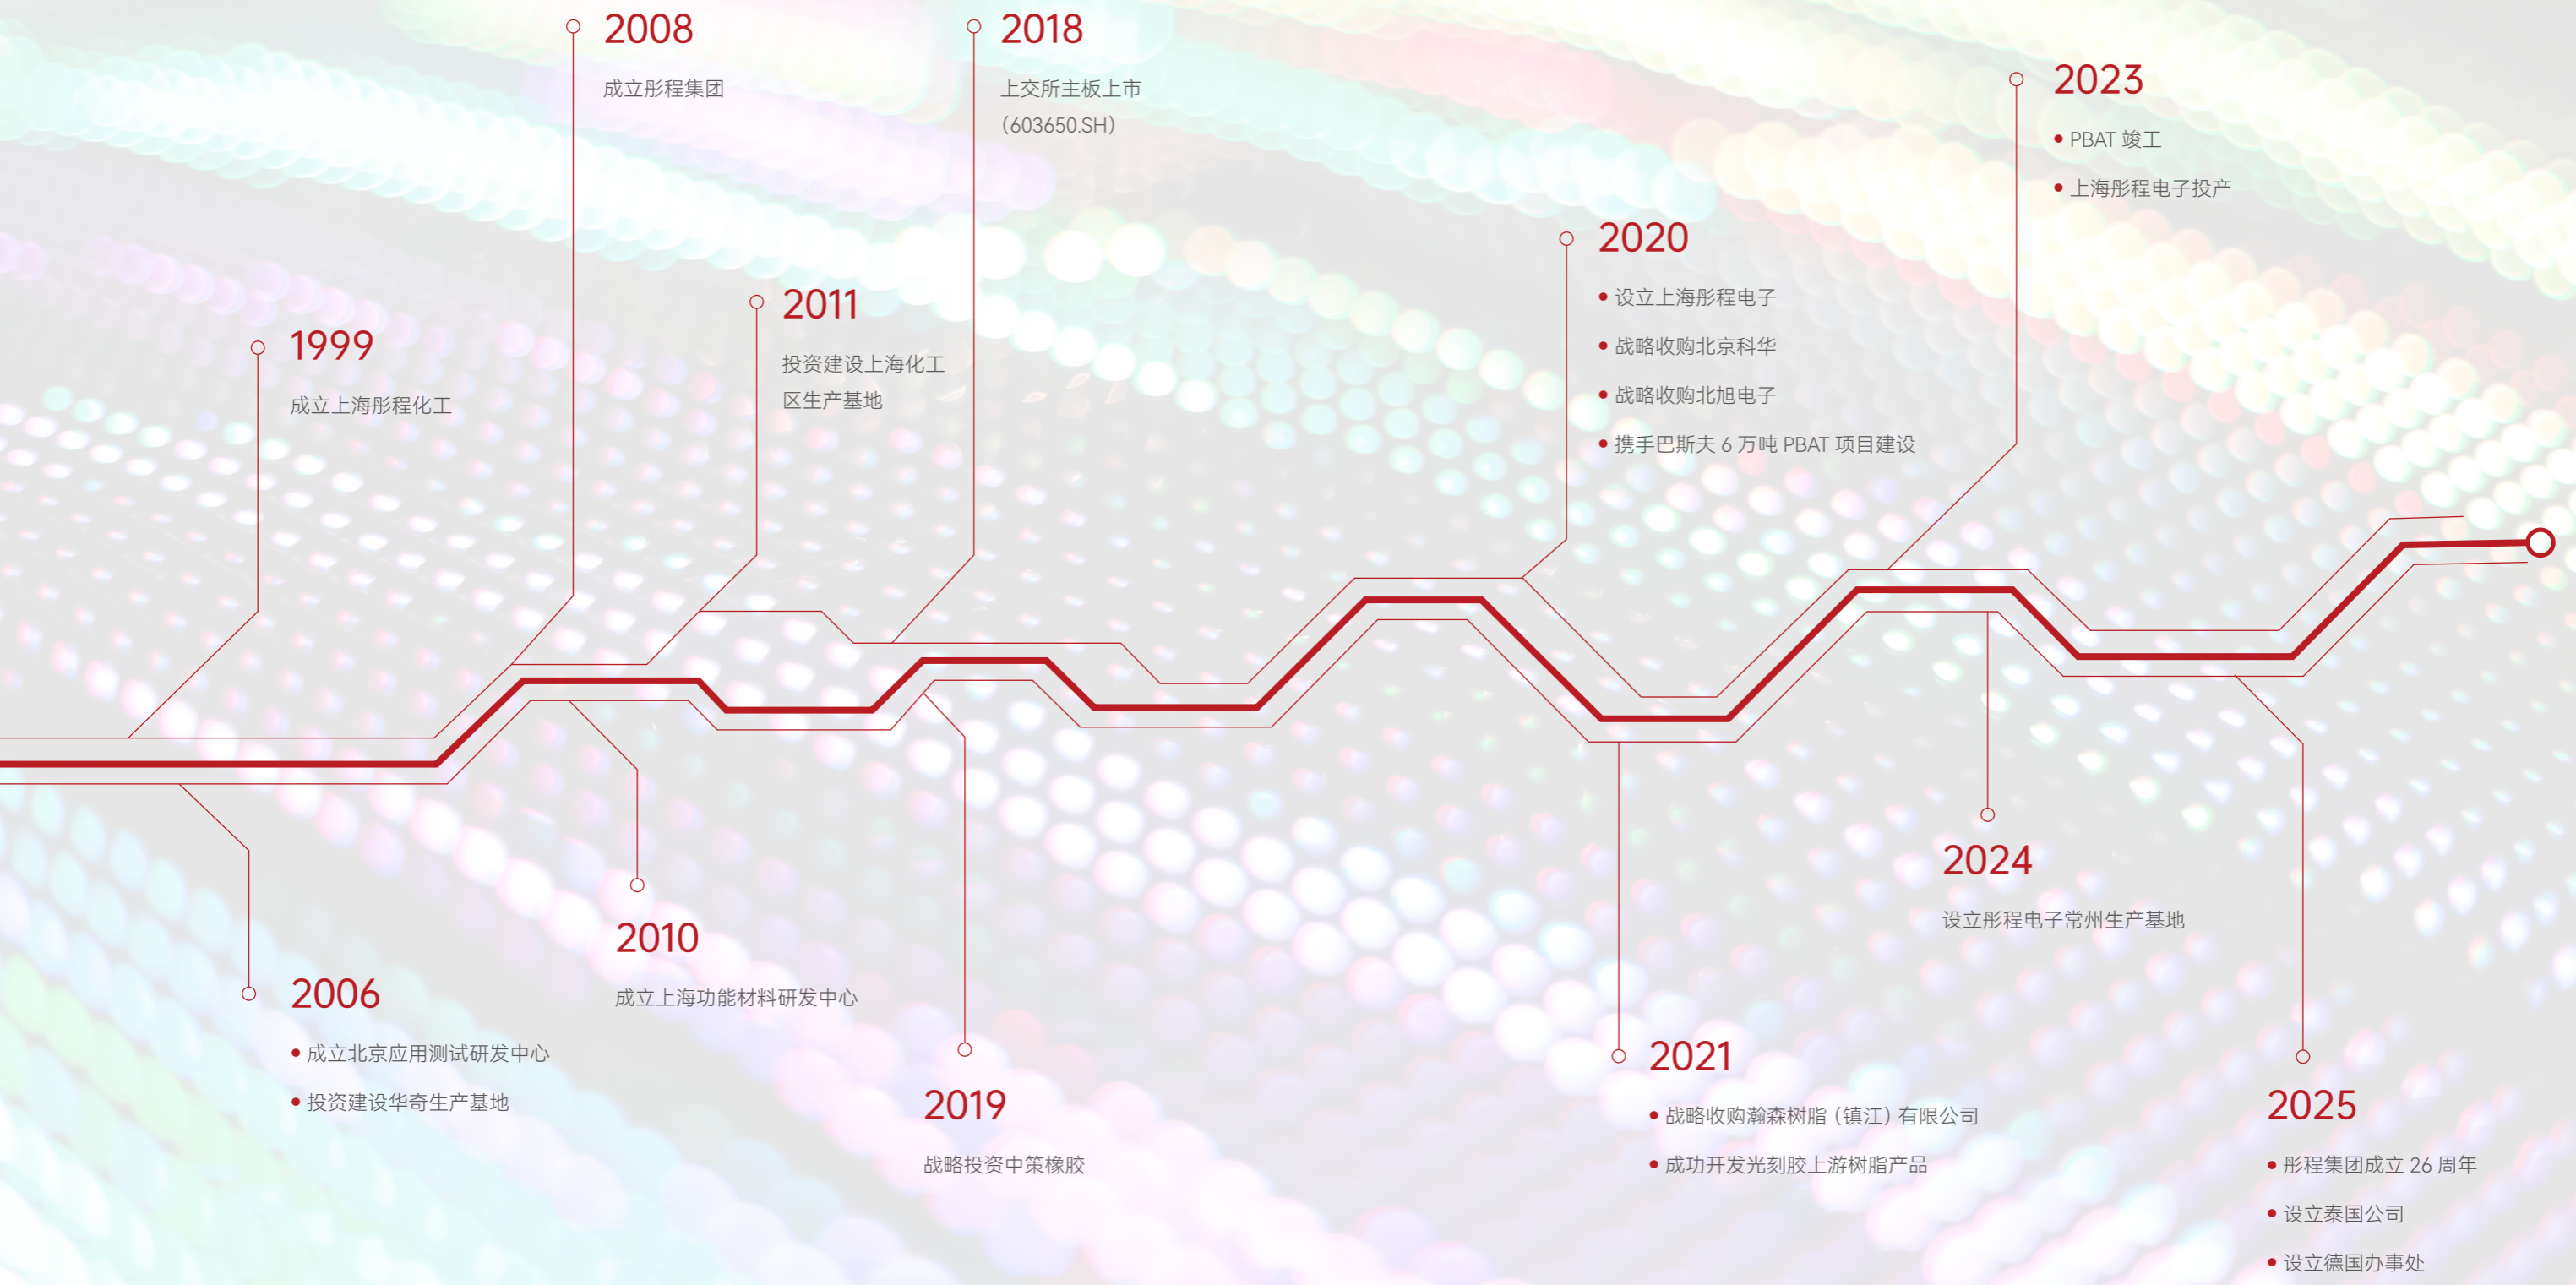 1999
成立上海彤程化工
2006
成立北京应用测试研发中心
投资建设华奇生产基地
2008
成立彤程集团
2010
成立上海功能材料研发中心
2011
投资建设上海化工
区生产基地
2018
上交所主板上市
（603650.SH）
2019
战略投资中策橡胶
2020
设立上海彤程电子
战略收购北京科华
战略收购北旭电子
携手巴斯夫 6 万吨 PBAT 项目建设
2021
战略收购瀚森树脂（镇江）有限公司
成功开发光刻胶上游树脂产品
2023
PBAT 竣工
上海彤程电子投产
2024
设立彤程电子常州生产基地
2025
彤程集团成立 26 周年
设立泰国公司
设立德国办事处